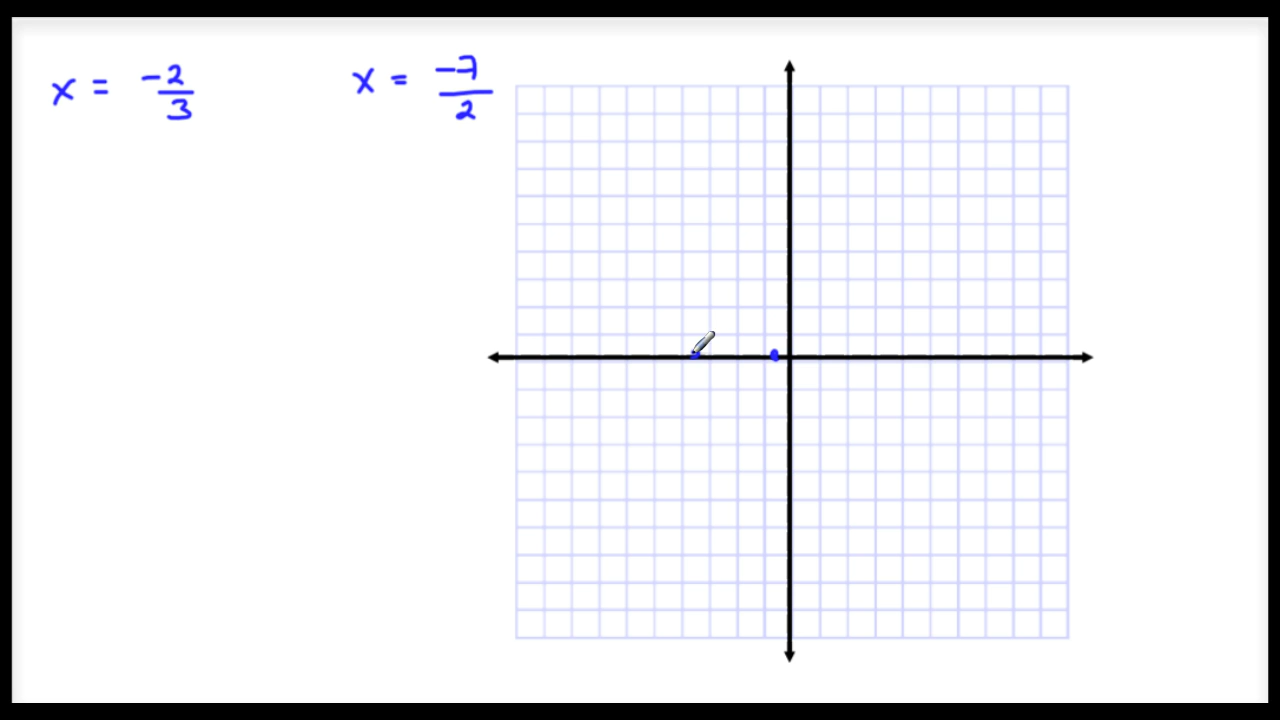 x = -2/3
x = -7/2